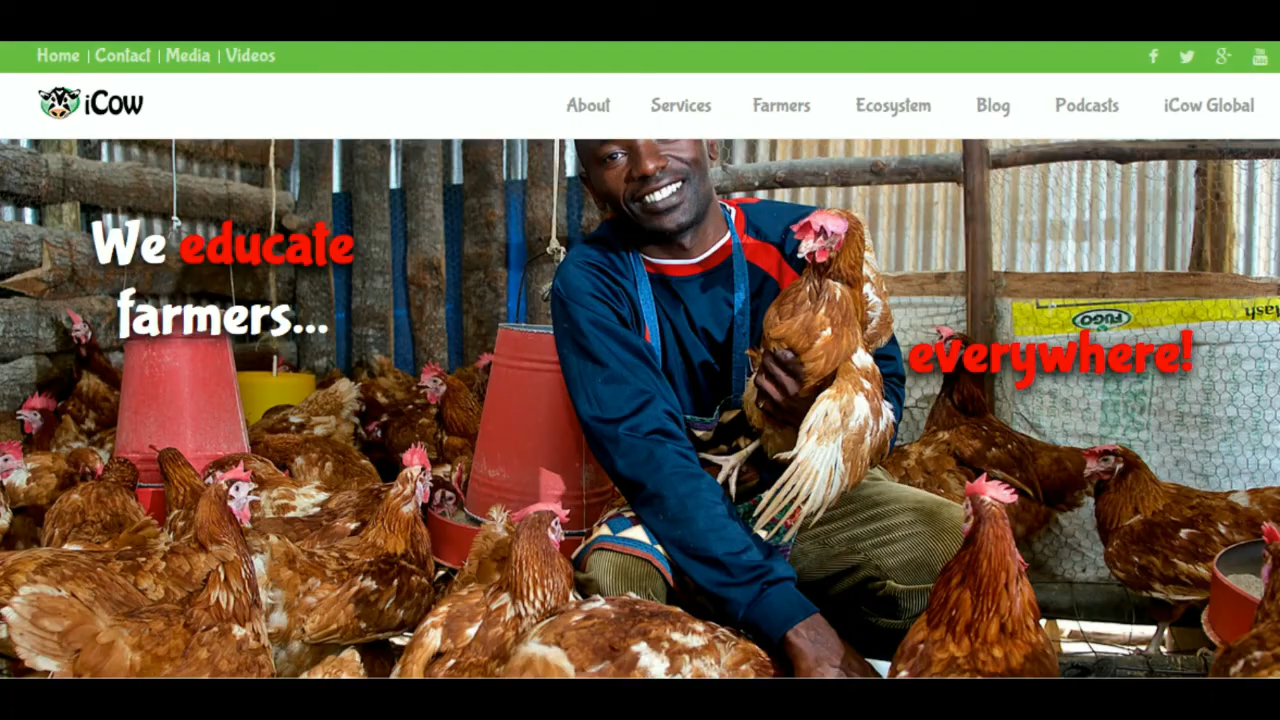 Home | Contact | Media | Videos
iCow
About Services Farmers Ecosystem Blog Podcasts iCow Global
We educate
farmers...
everywhere!
FUGO